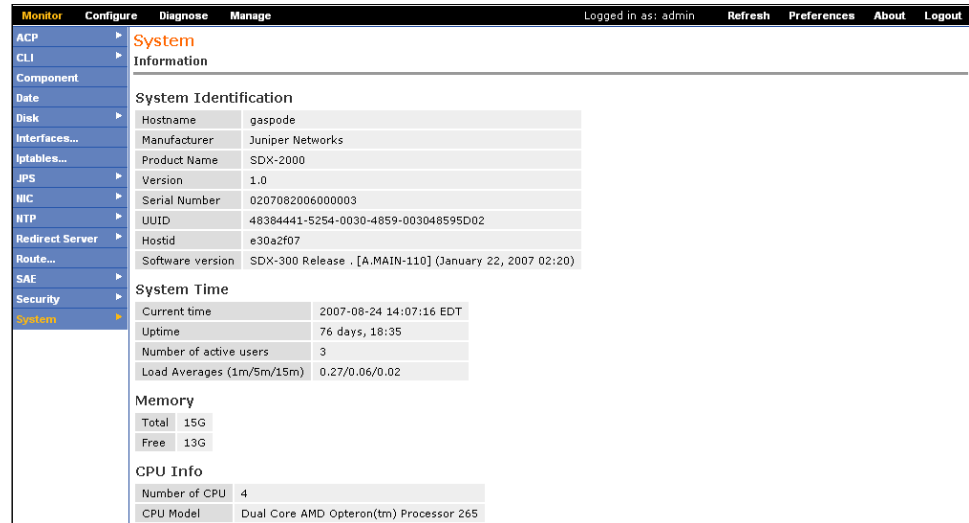 Monitor Configure Diagnose Manage Logged in as: admin Refresh Preferences About Logout
ACP
CLI
Component
Date
Disk
Interfaces...
Iptables...
JPS
NIC
NTP
Redirect Server
Route...
SAE
Security
System
System
Information
System Identification
Hostname gaspode
Manufacturer Juniper Networks
Product Name SDX-2000
Version 1.0
Serial Number 0207082006000003
UUID 48384441-5254-0030-4859-003048595D02
Hostid e30a2f07
Software version SDX-300 Release . [A.MAIN-110] (January 22, 2007 02:20)
System Time
Current time 2007-08-24 14:07:16 EDT
Uptime 76 days, 18:35
Number of active users 3
Load Averages (1m/5m/15m) 0.27/0.06/0.02
Memory
Total 15G
Free 13G
CPU Info
Number of CPU 4
CPU Model Dual Core AMD Opteron(tm) Processor 265